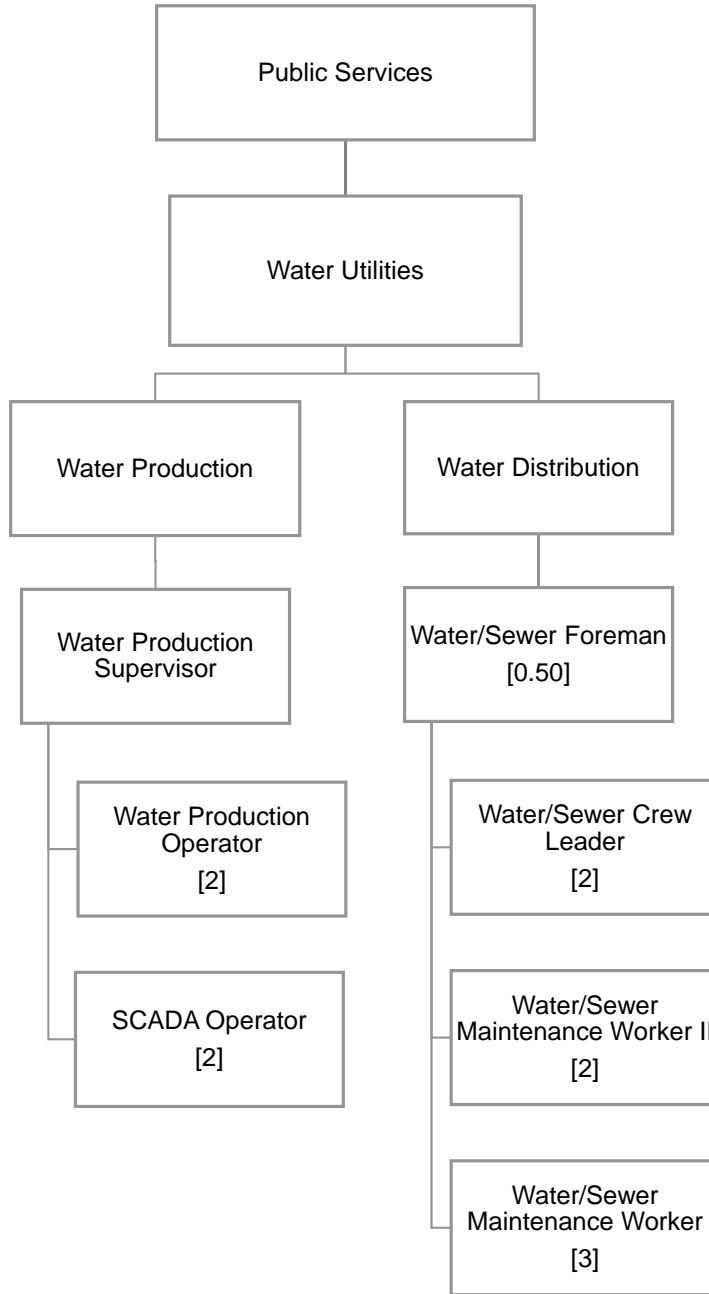 Public Services
Water Utilities
Water Production
Water Distribution
Water Production
Supervisor
Water/Sewer Foreman
[0.50]
Water Production
Operator
[2]
Water/Sewer Crew
Leader
[2]
SCADA Operator
[2]
Water/Sewer
Maintenance Worker II
[2]
Water/Sewer
Maintenance Worker
[3]